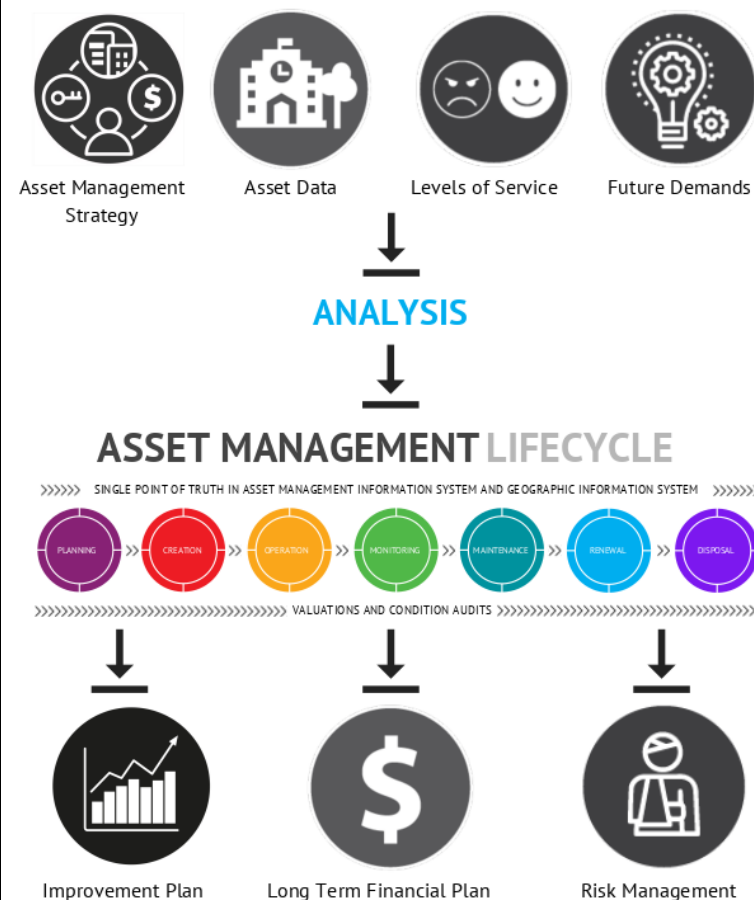 $
Asset Management
Strategy
Asset Data
Levels of Service
Future Demands
ANALYSIS
ASSET MANAGEMENT LIFECYCLE
SINGLE POINT OF TRUTH IN ASSET MANAGEMENT INFORMATION SYSTEM AND GEOGRAPHIC INFORMATION SYSTEM
PLANNING
CREATION
OPERATION
MONITORING
MAINTENANCE
RENEWAL
DISPOSAL
VALUATIONS AND CONDITION AUDITS
$
Improvement Plan
Long Term Financial Plan
Risk Management